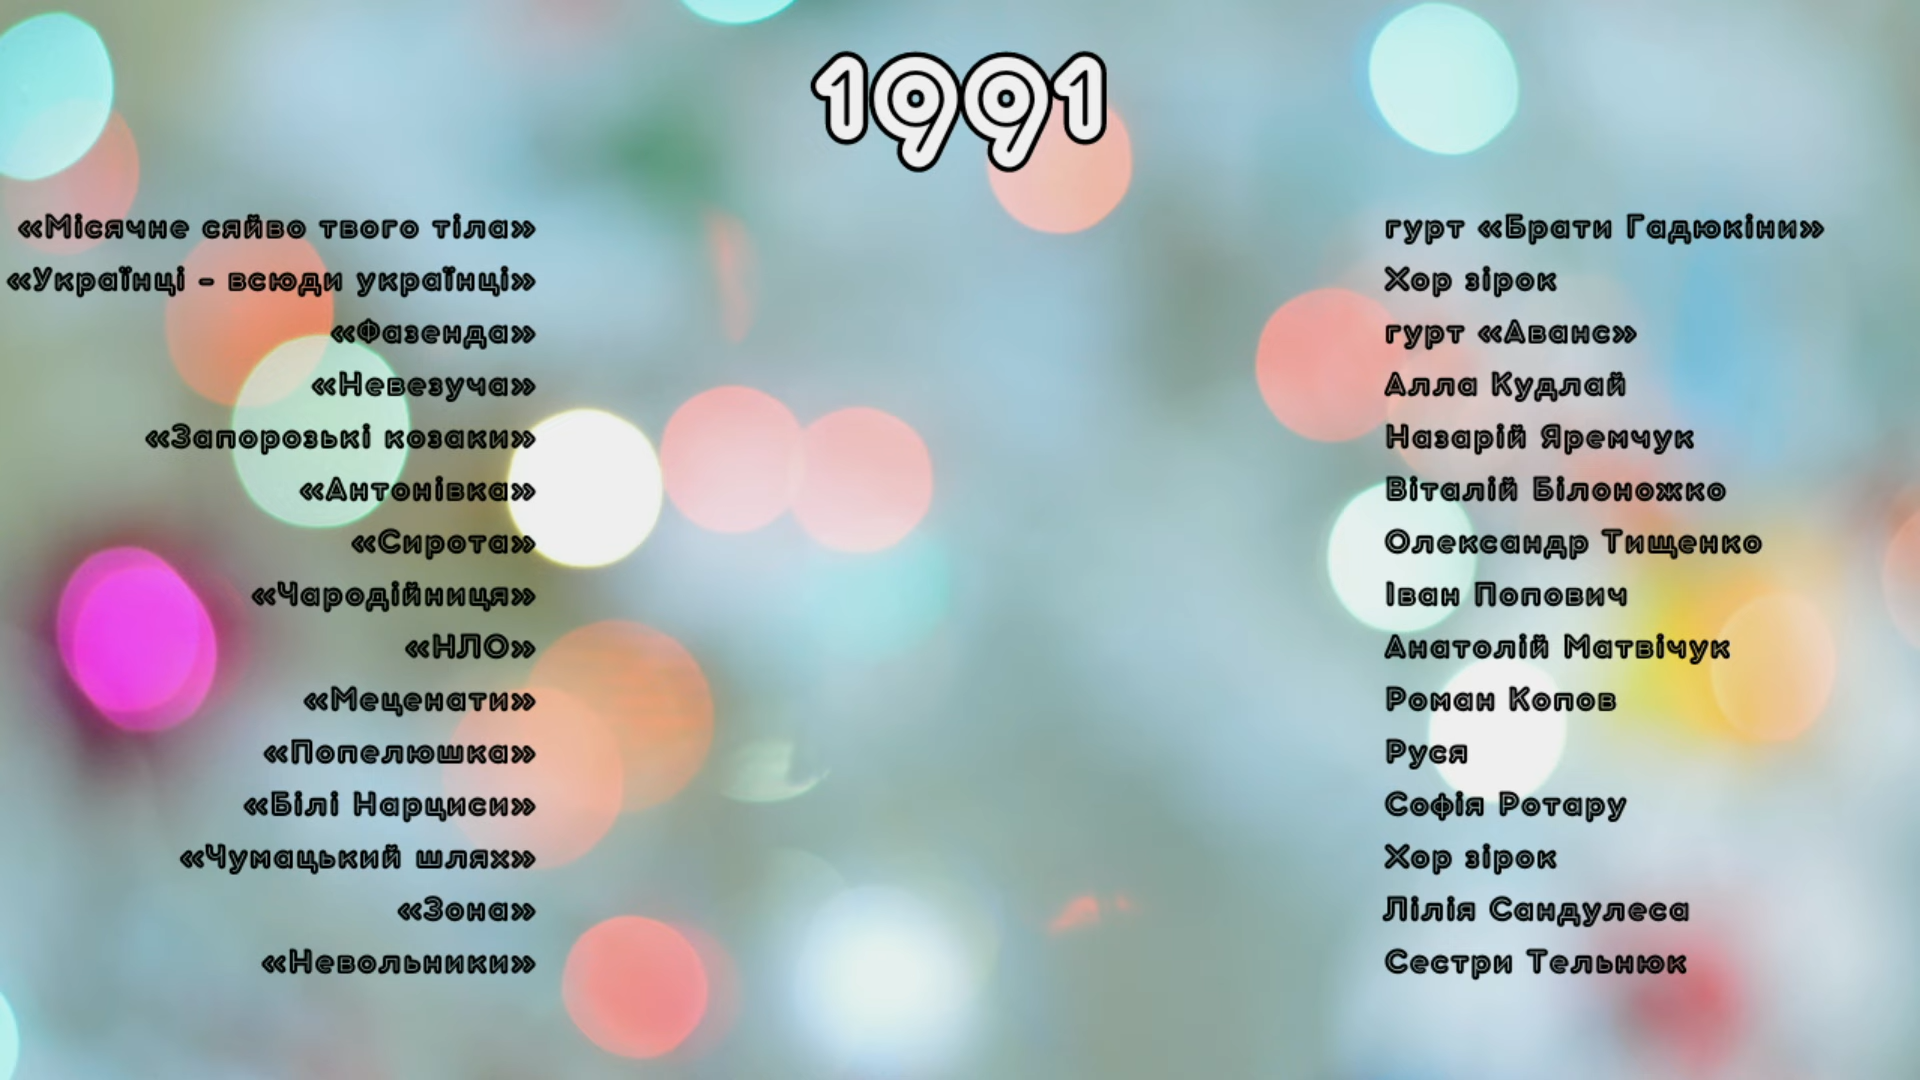 1991
«Місячне сяйво твого тіла» гурт «Брати Гадюкіни»
«Українці - всюди українці» Хор зірок
«Фазенда» гурт «Аванс»
«Невезуча» Алла Кудлай
«Запорозькі козаки» Назарій Яремчук
«Антонівка» Віталій Білоножко
«Сирота» Олександр Тищенко
«Чародійниця» Іван Попович
«НЛО» Анатолій Матвічук
«Меценати» Роман Копов
«Попелюшка» Руся
«Білі Нарциси» Софія Ротару
«Чумацький шлях» Хор зірок
«Зона» Лілія Сандулеса
«Невольники» Сестри Тельнюк